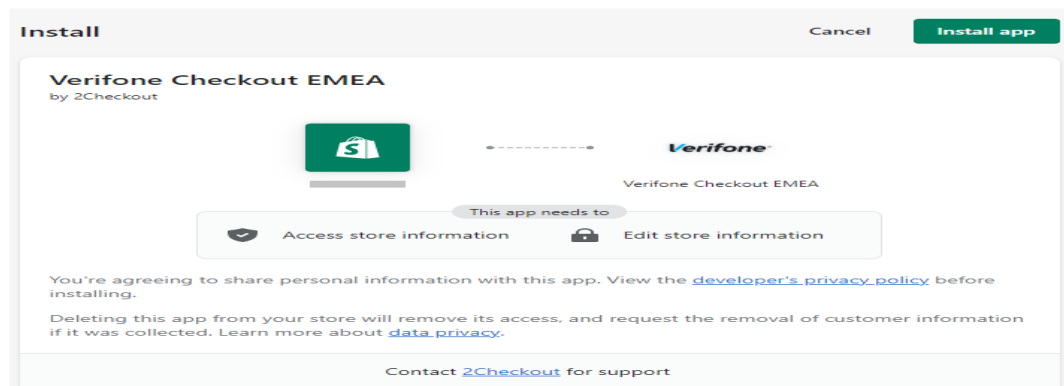 Install
Cancel
Install app
Verifone Checkout EMEA
by 2Checkout
S
Verifone
Verifone Checkout EMEA
This app needs to
Access store information
Edit store information
You're agreeing to share personal information with this app. View the developer's privacy policy before
installing.
Deleting this app from your store will remove its access, and request the removal of customer information
if it was collected. Learn more about data privacy.
Contact 2Checkout for support